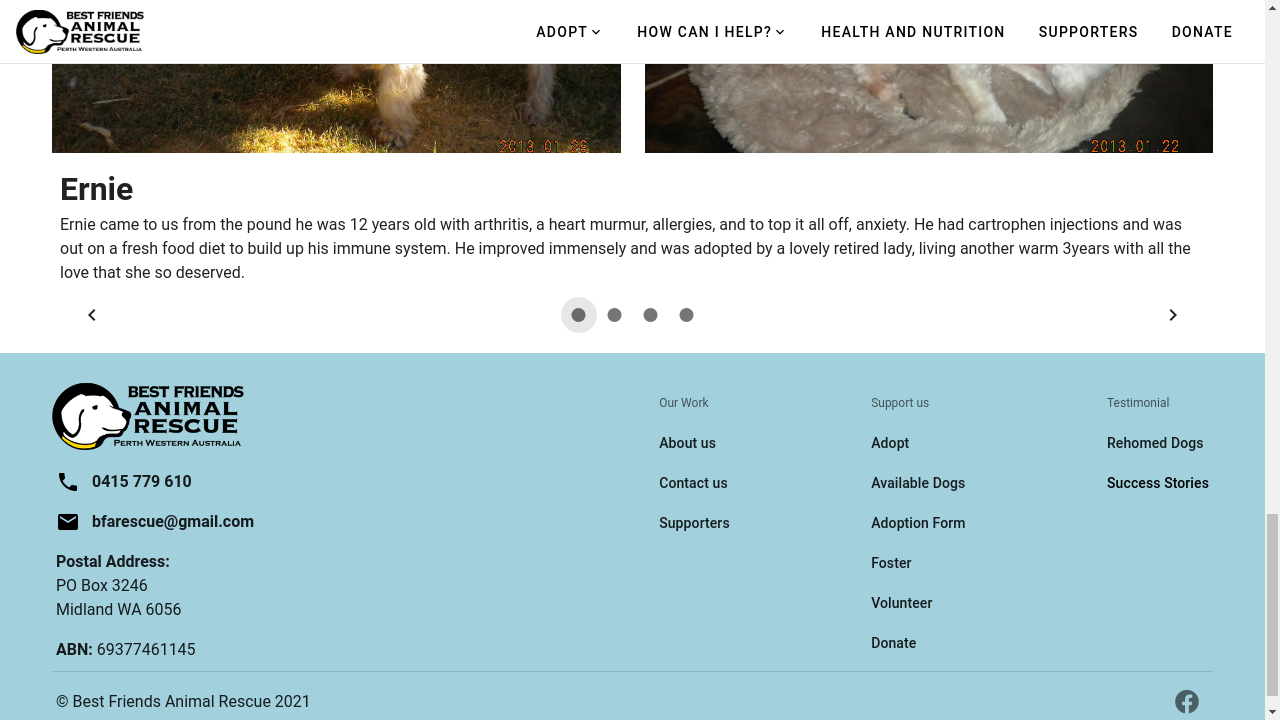 BEST FRIENDS
ANIMAL
RESCUE
PERTH WESTERN AUSTRALIA
ADOPT
HOW CAN I HELP?
HEALTH AND NUTRITION
SUPPORTERS
DONATE
2013.01.26
2013.01.22
Ernie
Ernie came to us from the pound he was 12 years old with arthritis, a heart murmur, allergies, and to top it all off, anxiety. He had cartrophen injections and was
out on a fresh food diet to build up his immune system. He improved immensely and was adopted by a lovely retired lady, living another warm 3years with all the
love that she so deserved.
BEST FRIENDS
ANIMAL
RESCUE
PERTH WESTERN AUSTRALIA
0415 779 610
bfarescue@gmail.com
Postal Address:
PO Box 3246
Midland WA 6056
ABN: 69377461145
Our Work
About us
Contact us
Supporters
Support us
Adopt
Available Dogs
Adoption Form
Foster
Volunteer
Donate
Testimonial
Rehomed Dogs
Success Stories
© Best Friends Animal Rescue 2021